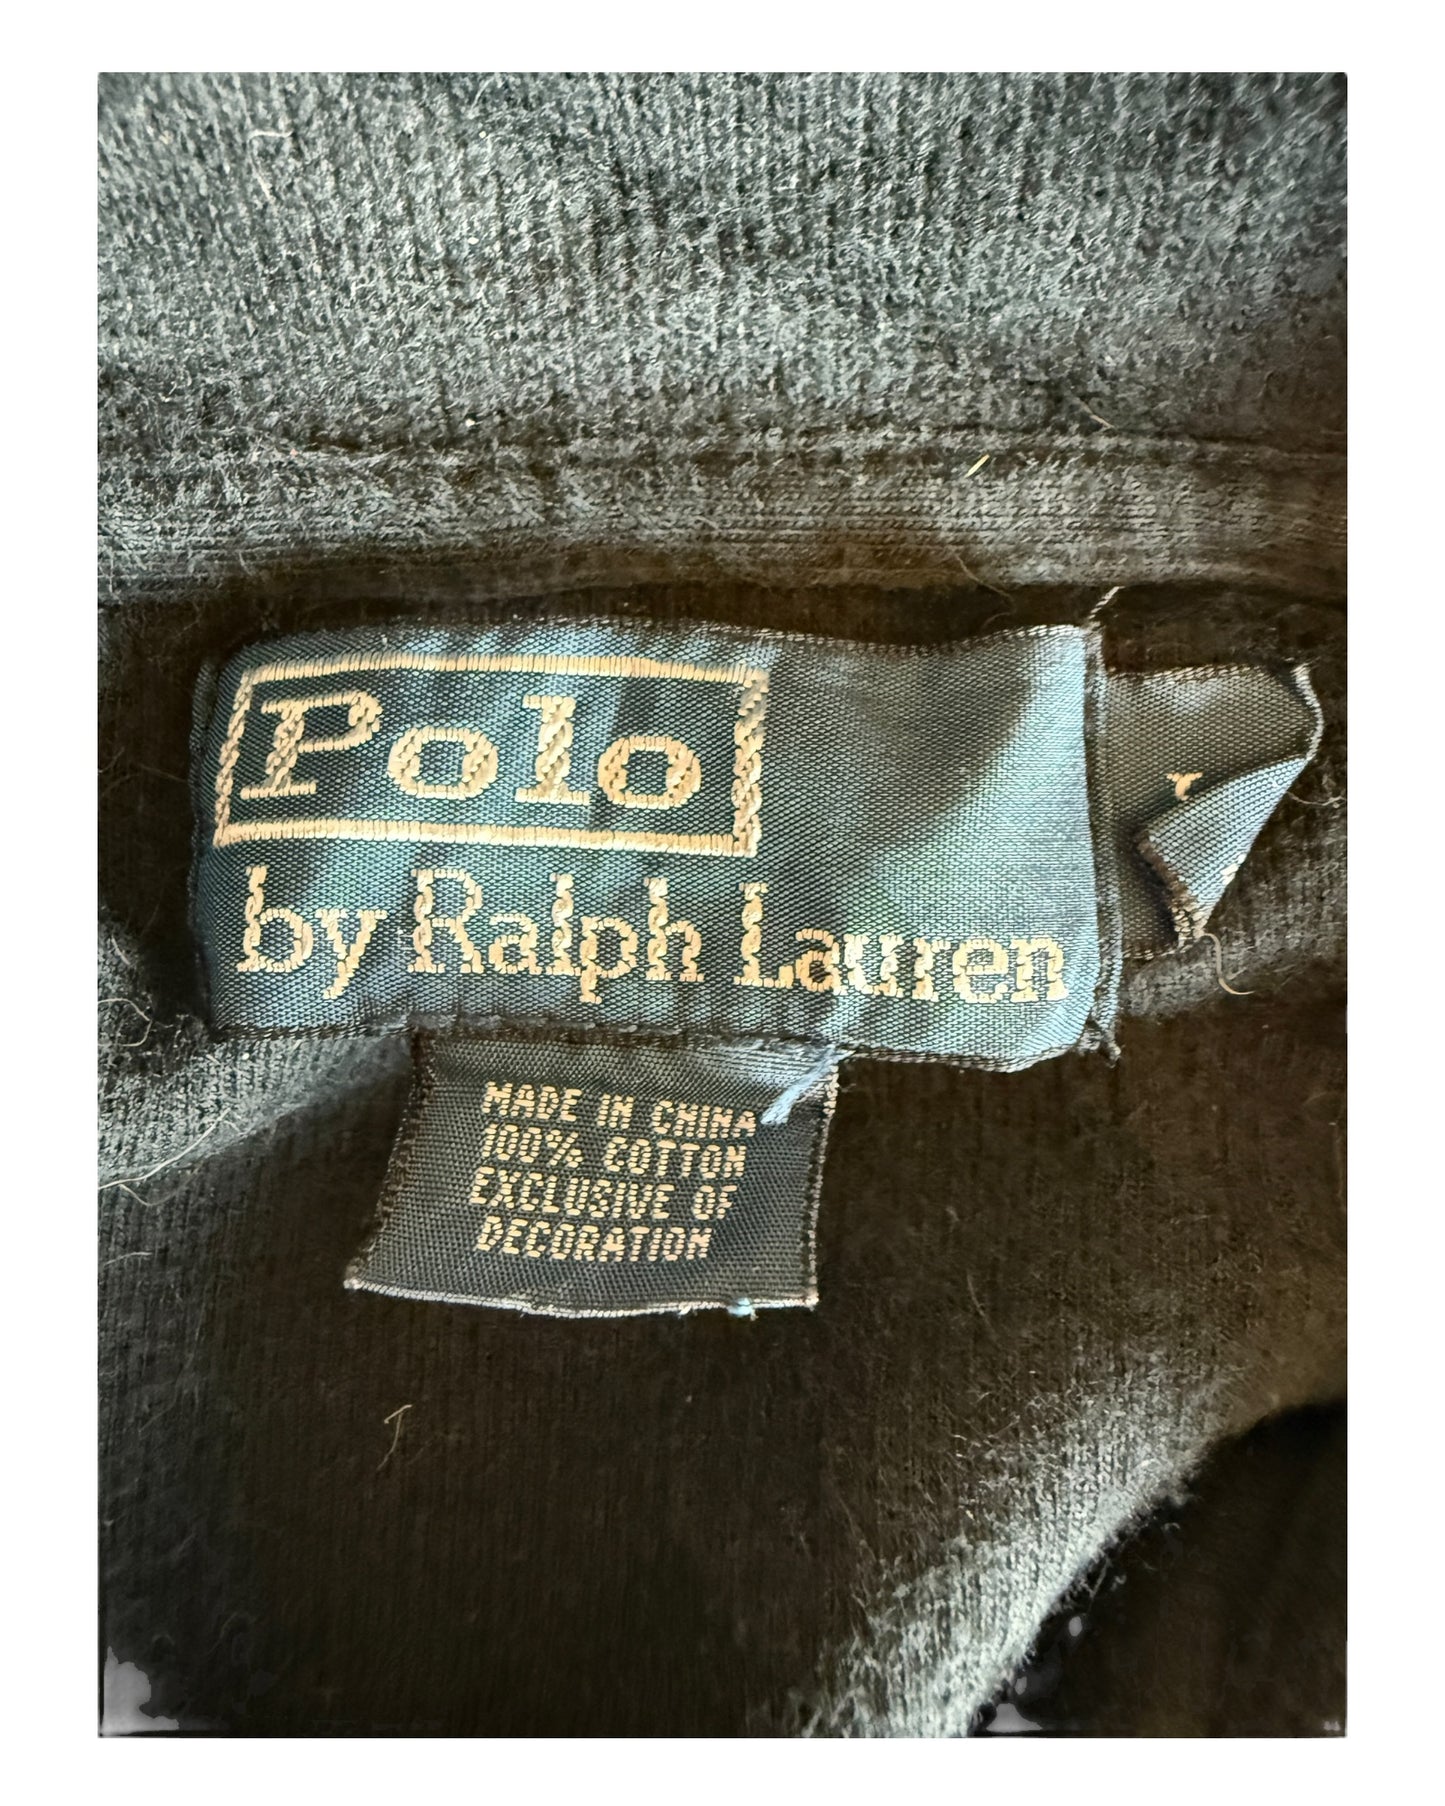 Polo
by Ralph Lauren
MADE IN CHINA
100% COTTON
EXCLUSIVE OF
DECORATION